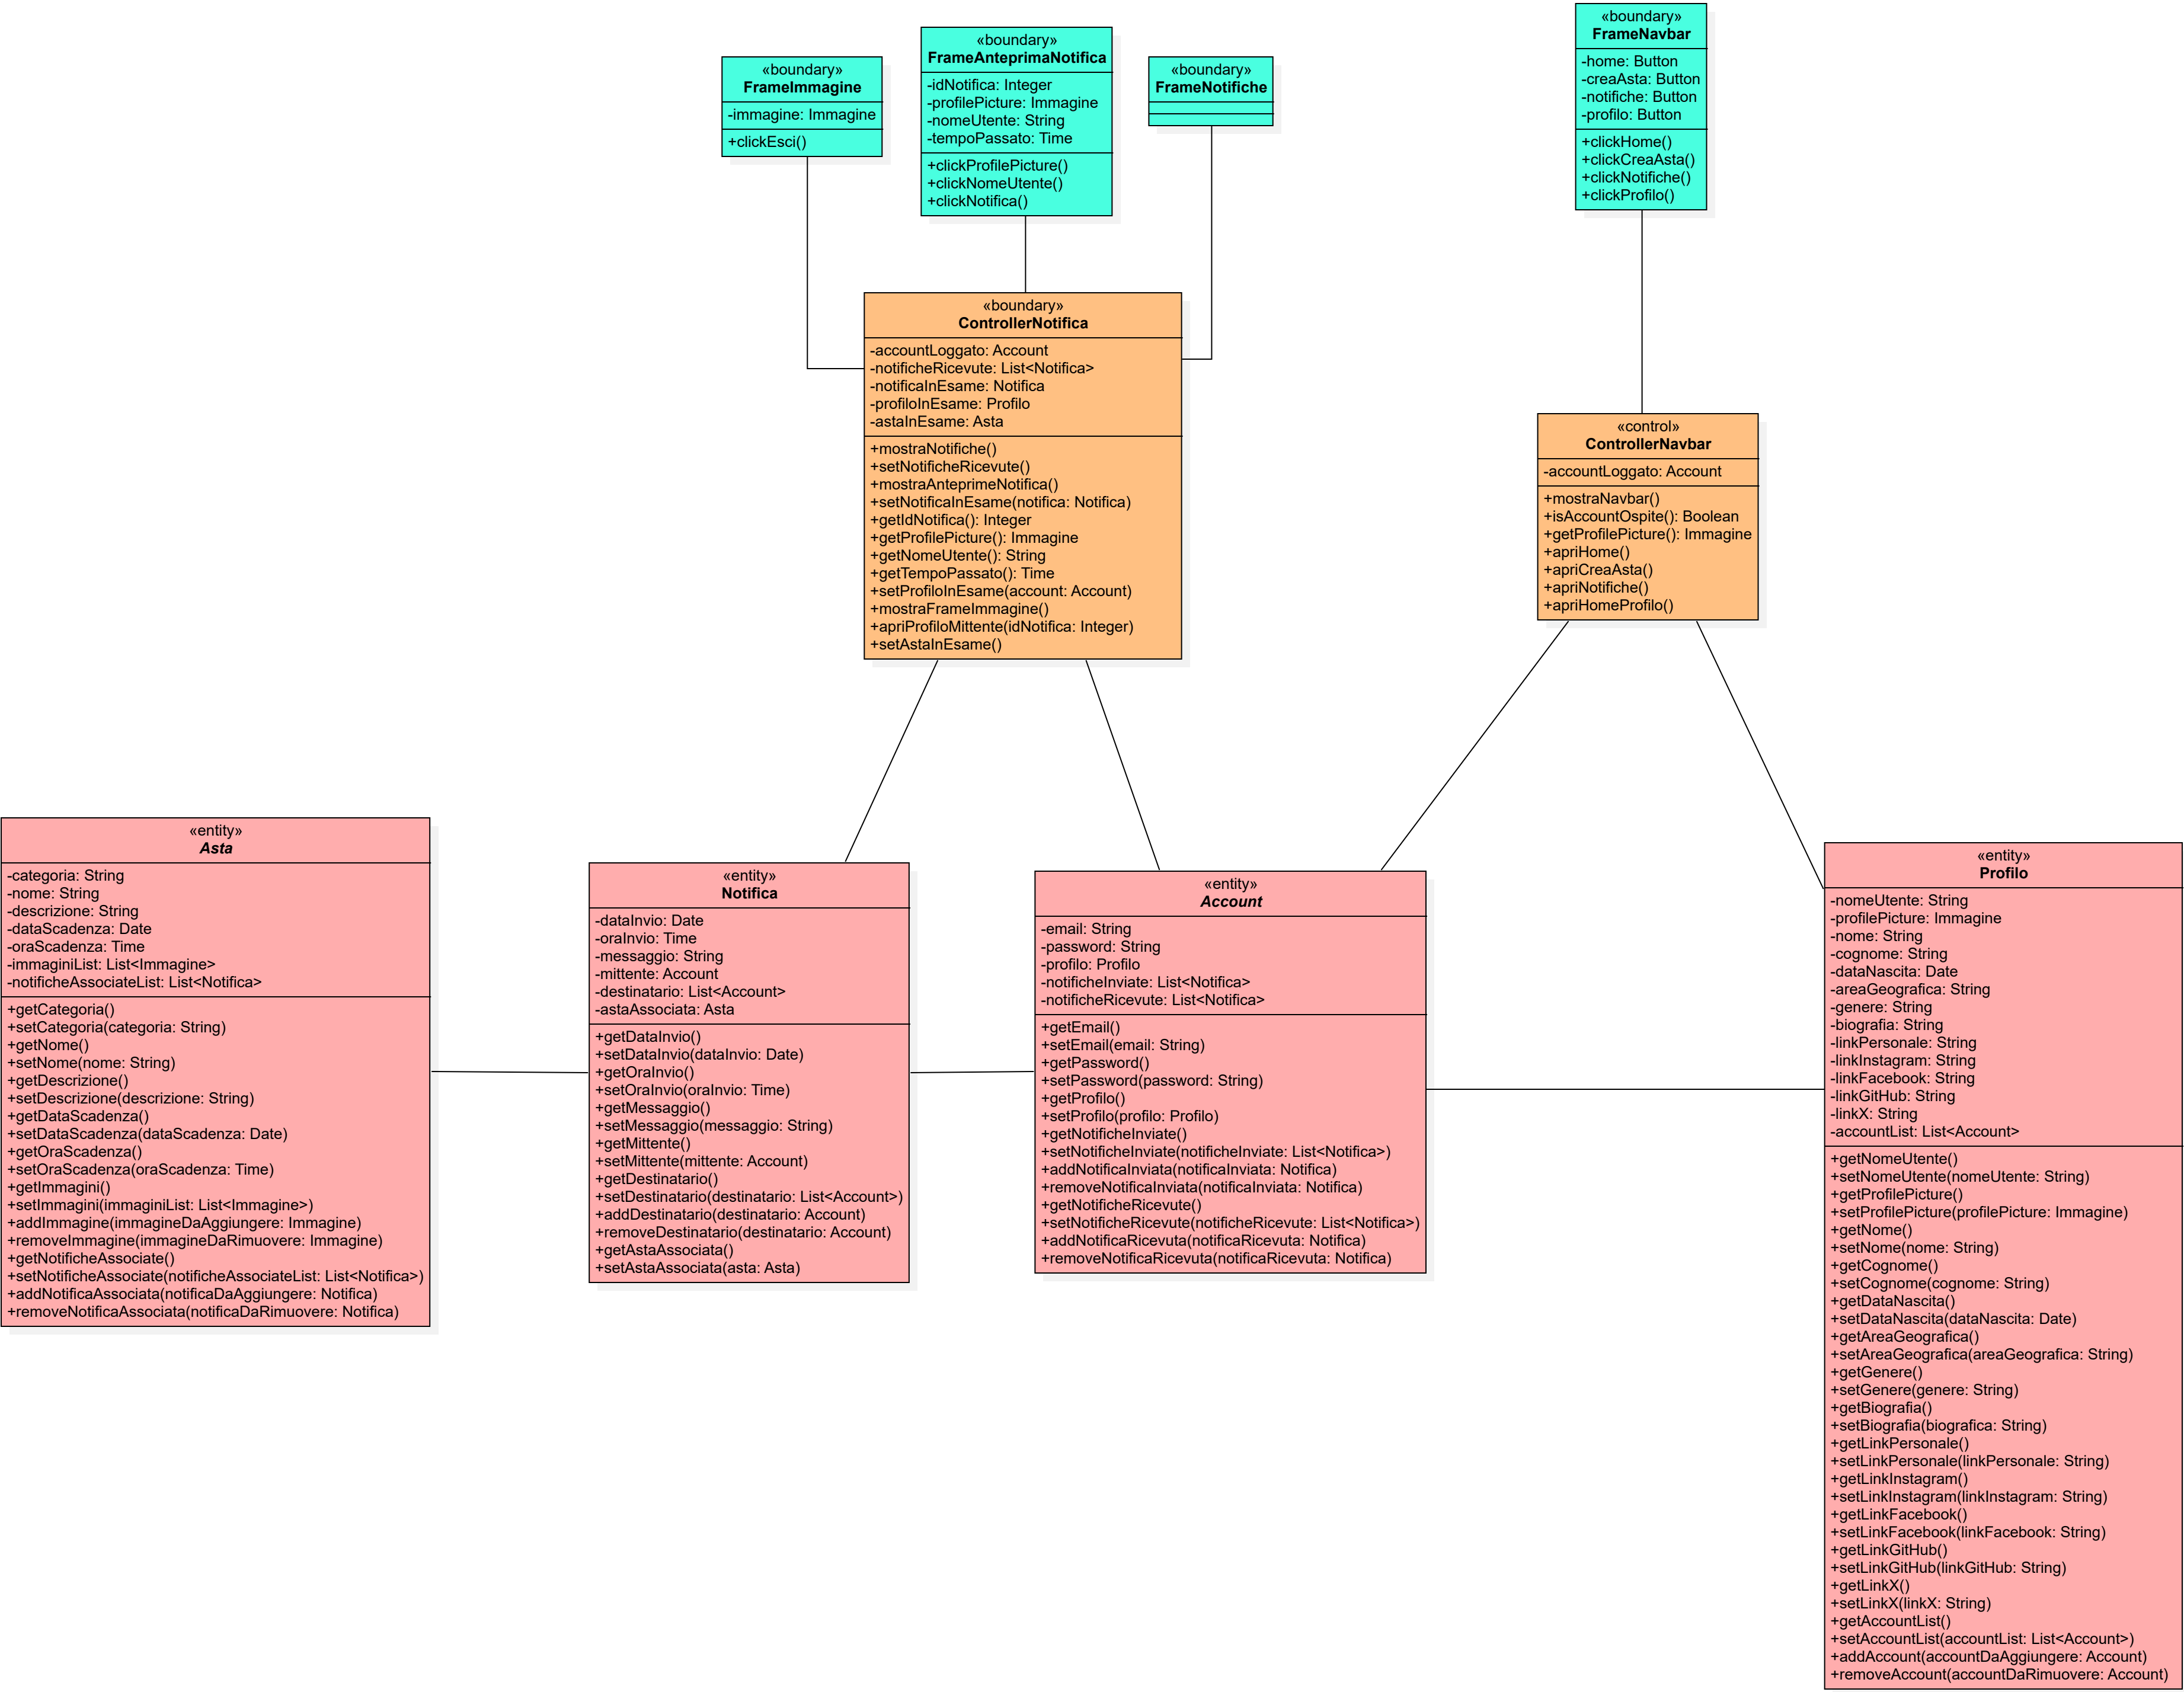 «boundary»
FrameImmagine
-immagine: Immagine
+clickEsci()
«boundary»
FrameAnteprimaNotifica
-idNotifica: Integer
-profilePicture: Immagine
-nomeUtente: String
-tempoPassato: Time
+clickProfilePicture()
+clickNomeUtente()
+clickNotifica()
«boundary»
FrameNotifiche
«boundary»
FrameNavbar
-home: Button
-creaAsta: Button
-notifiche: Button
-profilo: Button
+clickHome()
+clickCreaAsta()
+clickNotifiche()
+clickProfilo()
«boundary»
ControllerNotifica
-accountLoggato: Account
-notificheRicevute: List<Notifica>
-notificaInEsame: Notifica
-profiloInEsame: Profilo
-astaInEsame: Asta
+mostraNotifiche()
+setNotificheRicevute()
+mostraAnteprimeNotifica()
+setNotificaInEsame(notifica: Notifica)
+getIdNotifica(): Integer
+getProfilePicture(): Immagine
+getNomeUtente(): String
+getTempoPassato(): Time
+setProfiloInEsame(account: Account)
+mostraFrameImmagine()
+apriProfiloMittente(idNotifica: Integer)
+setAstaInEsame()
«control»
ControllerNavbar
-accountLoggato: Account
+mostraNavbar()
+isAccountOspite(): Boolean
+getProfilePicture(): Immagine
+apriHome()
+apriCreaAsta()
+apriNotifiche()
+apriHomeProfilo()
«entity»
Asta
-categoria: String
-nome: String
-descrizione: String
-dataScadenza: Date
-oraScadenza: Time
-immaginiList: List<Immagine>
-notificheAssociateList: List<Notifica>
+getCategoria()
+setCategoria(categoria: String)
+getNome()
+setNome(nome: String)
+getDescrizione()
+setDescrizione(descrizione: String)
+getDataScadenza()
+setDataScadenza(dataScadenza: Date)
+getOraScadenza()
+setOraScadenza(oraScadenza: Time)
+getImmagini()
+setImmagini(immaginiList: List<Immagine>)
+addImmagine(immagineDaAggiungere: Immagine)
+removeImmagine(immagineDaRimuovere: Immagine)
+getNotificheAssociate()
+setNotificheAssociate(notificheAssociateList: List<Notifica>)
+addNotificaAssociata(notificaDaAggiungere: Notifica)
+removeNotificaAssociata(notificaDaRimuovere: Notifica)
«entity»
Notifica
-dataInvio: Date
-oraInvio: Time
-messaggio: String
-mittente: Account
-destinatario: List<Account>
-astaAssociata: Asta
+getDataInvio()
+setDataInvio(dataInvio: Date)
+getOraInvio()
+setOraInvio(oraInvio: Time)
+getMessaggio()
+setMessaggio(messaggio: String)
+getMittente()
+setMittente(mittente: Account)
+getDestinatario()
+setDestinatario(destinatario: List<Account>)
+addDestinatario(destinatario: Account)
+removeDestinatario(destinatario: Account)
+getAstaAssociata()
+setAstaAssociata(asta: Asta)
«entity»
Account
-email: String
-password: String
-profilo: Profilo
-notificheInviate: List<Notifica>
-notificheRicevute: List<Notifica>
+getEmail()
+setEmail(email: String)
+getPassword()
+setPassword(password: String)
+getProfilo()
+setProfilo(profilo: Profilo)
+getNotificheInviate()
+setNotificheInviate(notificheInviate: List<Notifica>)
+addNotificaInviata(notificaInviata: Notifica)
+removeNotificaInviata(notificaInviata: Notifica)
+getNotificheRicevute()
+setNotificheRicevute(notificheRicevute: List<Notifica>)
+addNotificaRicevuta(notificaRicevuta: Notifica)
+removeNotificaRicevuta(notificaRicevuta: Notifica)
«entity»
Profilo
-nomeUtente: String
-profilePicture: Immagine
-nome: String
-cognome: String
-dataNascita: Date
-areaGeografica: String
-genere: String
-biografia: String
-linkPersonale: String
-linkInstagram: String
-linkFacebook: String
-linkGitHub: String
-linkX: String
-accountList: List<Account>
+getNomeUtente()
+setNomeUtente(nomeUtente: String)
+getProfilePicture()
+setProfilePicture(profilePicture: Immagine)
+getNome()
+setNome(nome: String)
+getCognome()
+setCognome(cognome: String)
+getDataNascita()
+setDataNascita(dataNascita: Date)
+getAreaGeografica()
+setAreaGeografica(areaGeografica: String)
+getGenere()
+setGenere(genere: String)
+getBiografia()
+setBiografia(biografica: String)
+getLinkPersonale()
+setLinkPersonale(linkPersonale: String)
+getLinkInstagram()
+setLinkInstagram(linkInstagram: String)
+getLinkFacebook()
+setLinkFacebook(linkFacebook: String)
+getLinkGitHub()
+setLinkGitHub(linkGitHub: String)
+getLinkX()
+setLinkX(linkX: String)
+getAccountList()
+setAccountList(accountList: List<Account>)
+addAccount(accountDaAggiungere: Account)
+removeAccount(accountDaRimuovere: Account)